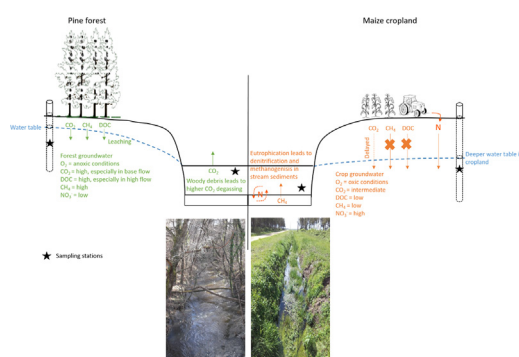 Pine forest
Maize cropland
CO₂ CH₄ DOC
Leaching
Water table
Forest groundwater
O₂ = anoxic conditions
CO₂ = high, especially in base flow
DOC = high, especially in high flow
CH₄ = high
NO₃ = low
CO₂
Woody debris leads to
higher CO₂ degassing
Eutrophication leads to
denitrification and
methanogenesis in
stream sediments
N
CH₄
CO₂ CH₄ DOC
N
Delayed
Deeper water table in
cropland
Crop groundwater
O₂ = oxic conditions
CO₂ = intermediate
DOC = low
CH₄ = low
NO₃ = high
Sampling stations